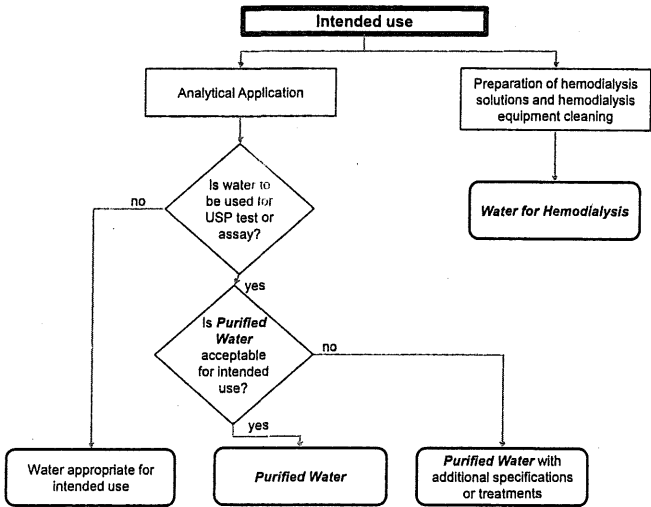 Intended use
Analytical Application
Preparation of hemodialysis
solutions and hemodialysis
equipment cleaning
Is water to
be used for
USP test or
assay?
no
Water for Hemodialysis
yes
Is Purified
Water
acceptable
for intended
use?
no
yes
Water appropriate for
intended use
Purified Water
Purified Water with
additional specifications
or treatments